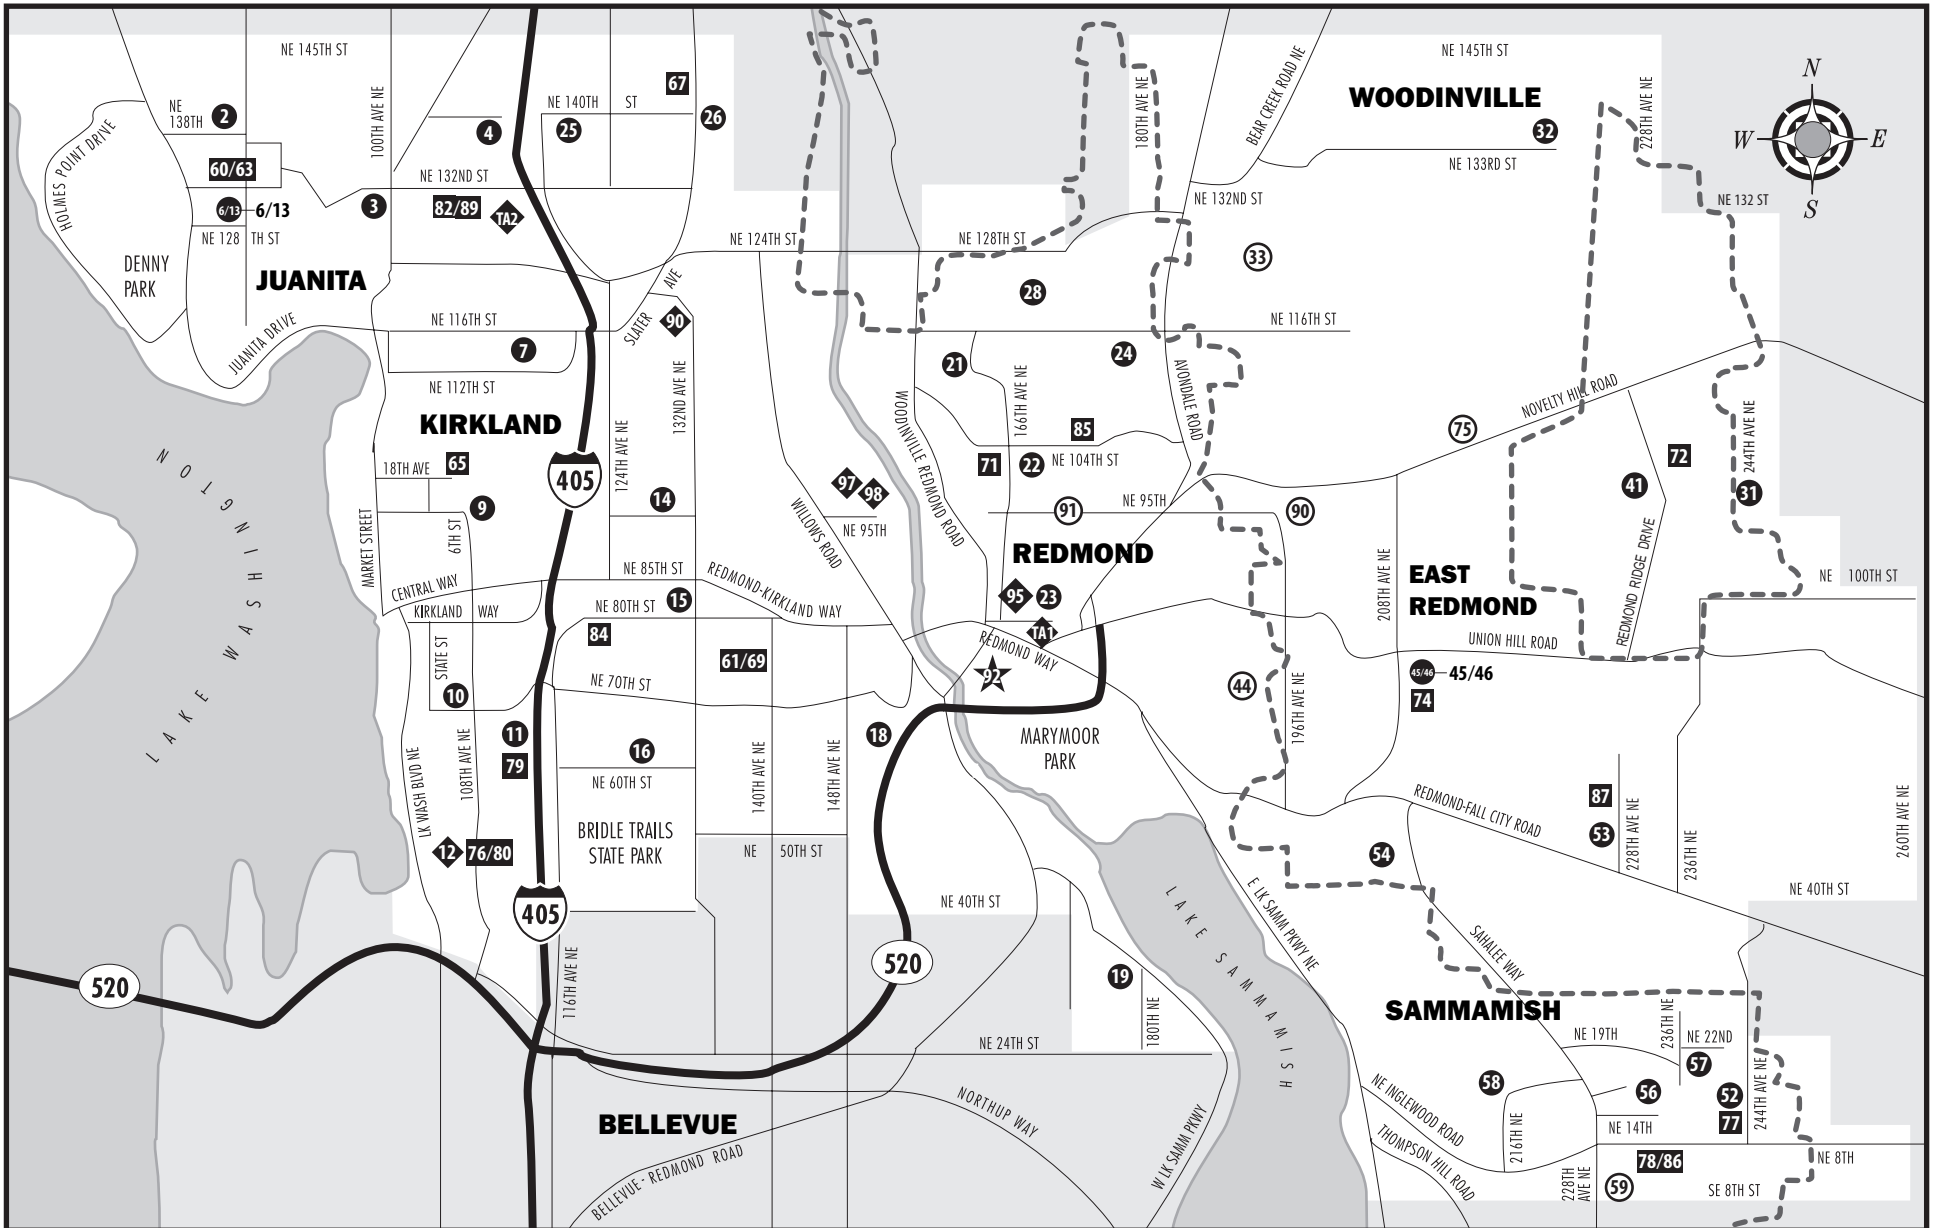 NE 145TH ST
NE 145TH ST
N
W
E
S
WOODINVILLE
BEAR CREEK ROAD NE
180TH AVE NE
228TH AVE NE
100TH AVE NE
HOLMES POINT DRIVE
NE
138TH
2
67
NE 140TH ST
25
26
4
32
NE 133RD ST
60/63
NE 132ND ST
82/89
TA2
3
6/13
6/13
NE 128 TH ST
NE 132ND ST
NE 132 ST
DENNY
PARK
JUANITA
NE 124TH ST
NE 128TH ST
33
28
SLATER AVE
90
JUANITA DRIVE
NE 116TH ST
NE 116TH ST
7
NE 112TH ST
21
24
132ND AVE NE
166TH AVE NE
AVONDALE ROAD
NOVELTY HILL ROAD
KIRKLAND
405
124TH AVE NE
WOODINVILLE REDMOND ROAD
85
75
72
244TH AVE NE
18TH AVE
65
71
22
NE 104TH ST
97
98
41
31
9
14
NE 95TH
91
NE 95TH
90
LAKE WASHINGTON
MARKET STREET
6TH ST
WILLOWS ROAD
REDMOND
EAST
REDMOND
208TH AVE NE
REDMOND RIDGE DRIVE
NE 100TH ST
CENTRAL WAY
NE 85TH ST
REDMOND-KIRKLAND WAY
KIRKLAND WAY
NE 80TH ST
15
95
23
TA1
STATE ST
84
61/69
REDMOND WAY
92
UNION HILL ROAD
45/46
45/46
74
NE 70TH ST
10
44
196TH AVE NE
11
79
16
18
MARYMOOR
PARK
LK WASH BLVD NE
108TH AVE NE
NE 60TH ST
140TH AVE NE
148TH AVE NE
87
53
228TH AVE NE
REDMOND-FALL CITY ROAD
236TH NE
260TH AVE NE
BRIDLE TRAILS
STATE PARK
12
76/80
NE 50TH ST
54
405
NE 40TH ST
NE 40TH ST
LAKE SAMMAMISH
E LK SAMM PKWY NE
SAHALEE WAY
520
520
116TH AVE NE
19
180TH NE
SAMMAMISH
236TH NE
NE 19TH
NE 22ND
57
NE 24TH ST
58
56
52
77
244TH AVE NE
NE INGLEWOOD ROAD
NORTHUP WAY
W LK SAMM PKWY
BELLEVUE
BELLEVUE - REDMOND ROAD
THOMPSON HILL ROAD
216TH NE
NE 14TH
NE 8TH
78/86
228TH
AVE NE
59
SE 8TH ST